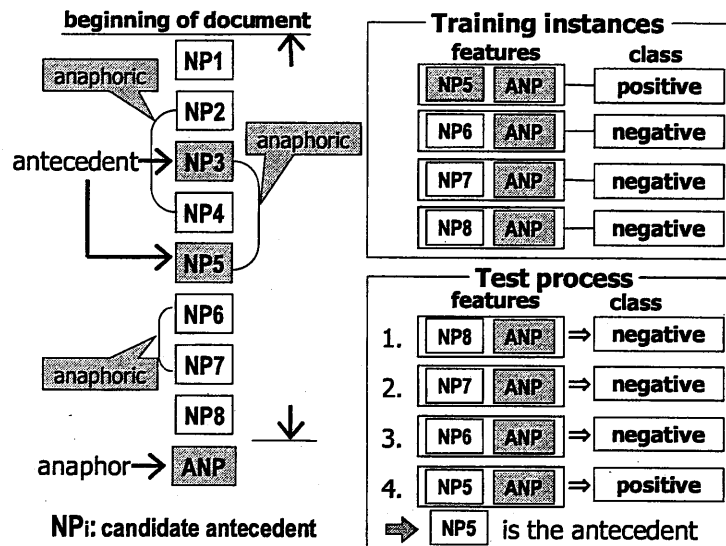 beginning of document
NP1
anaphoric
NP2
anaphoric
antecedent
NP3
NP4
NP5
NP6
anaphoric
NP7
NP8
anaphor
ANP
NPi: candidate antecedent
Training instances
features class
NP5 ANP positive
NP6 ANP negative
NP7 ANP negative
NP8 ANP negative
Test process
features class
1. NP8 ANP ⇒ negative
2. NP7 ANP ⇒ negative
3. NP6 ANP ⇒ negative
4. NP5 ANP ⇒ positive
NP5 is the antecedent